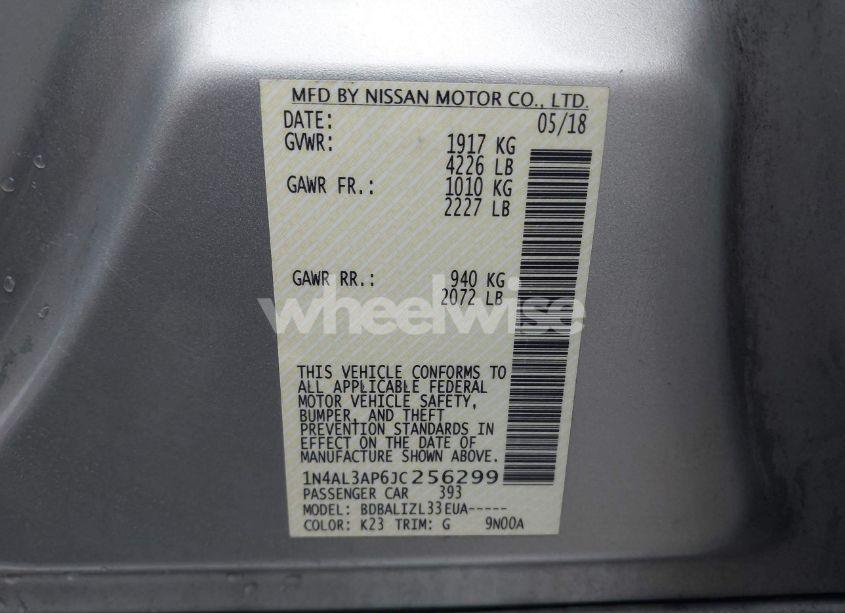 MFD BY NISSAN MOTOR CO., LTD.
DATE: 05/18
GVWR: 1917 KG
4226 LB
GAWR FR.: 1010 KG
2227 LB
GAWR RR.: 940 KG
2072 LB
wheelwise
THIS VEHICLE CONFORMS TO
ALL APPLICABLE FEDERAL
MOTOR VEHICLE SAFETY,
BUMPER, AND THEFT
PREVENTION STANDARDS IN
EFFECT ON THE DATE OF
MANUFACTURE SHOWN ABOVE.
1N4AL3AP6JC256299
PASSENGER CAR 393
MODEL: BDBALIZL33EUA-----
COLOR: K23 TRIM: G 9N00A